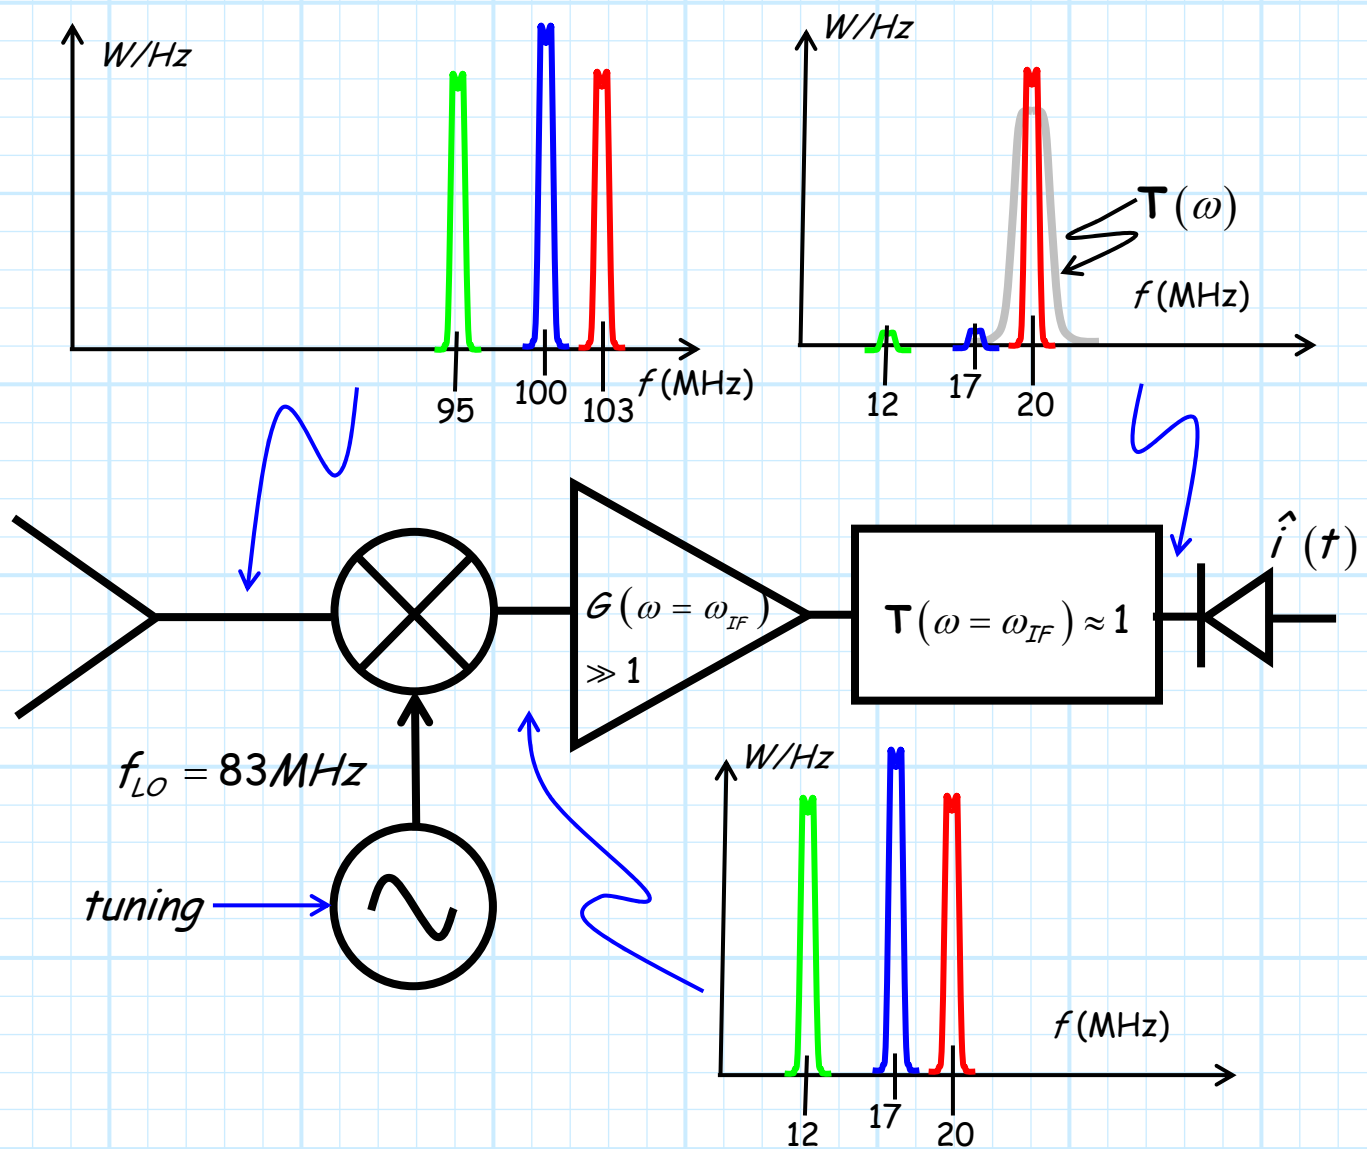 W/Hz
95
100
103
f (MHz)
W/Hz
T(ω)
f (MHz)
12
17
20
î (t)
G(ω = ω_IF)
≫ 1
T(ω = ω_IF) ≈ 1
f_LO = 83MHz
tuning
W/Hz
f (MHz)
12
17
20